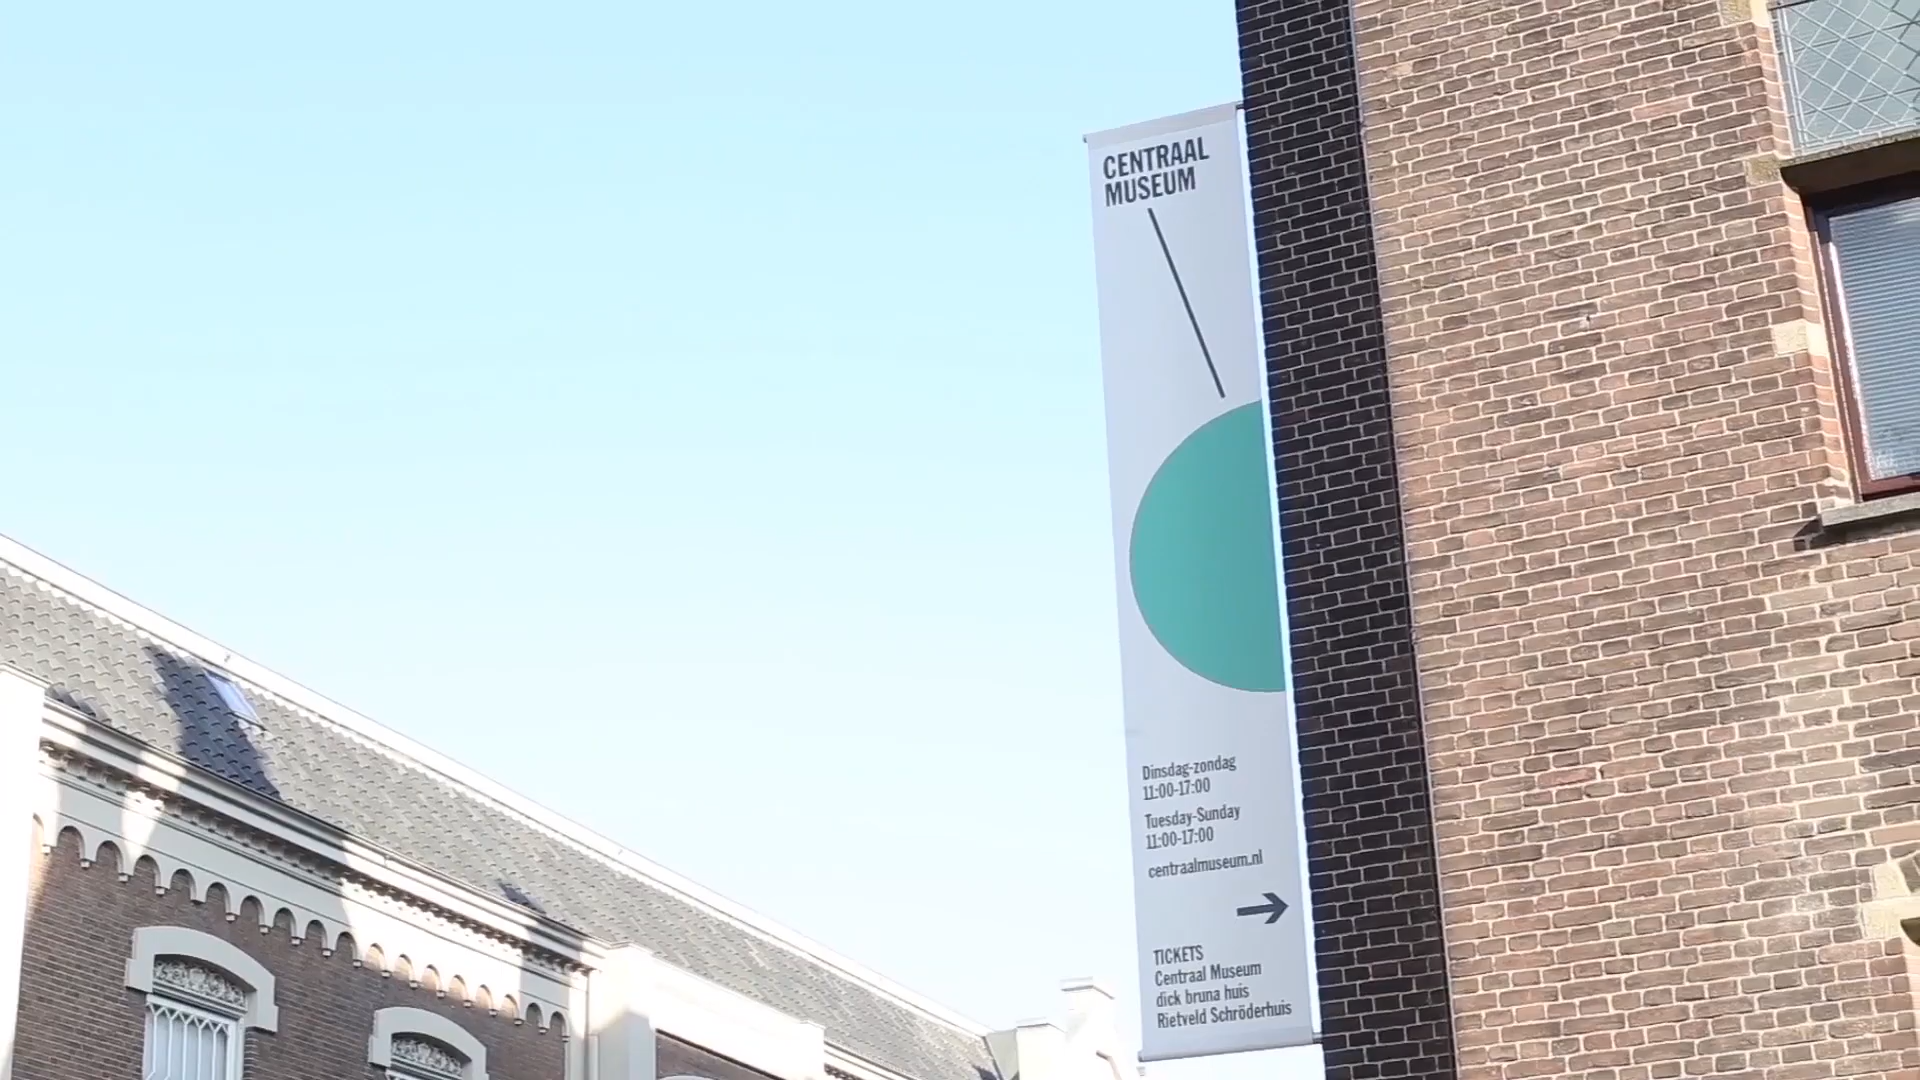 CENTRAAL
MUSEUM
Dinsdag-zondag
11:00-17:00
Tuesday-Sunday
11:00-17:00
centraalmuseum.nl
TICKETS
Centraal Museum
dick bruna huis
Rietveld Schröderhuis